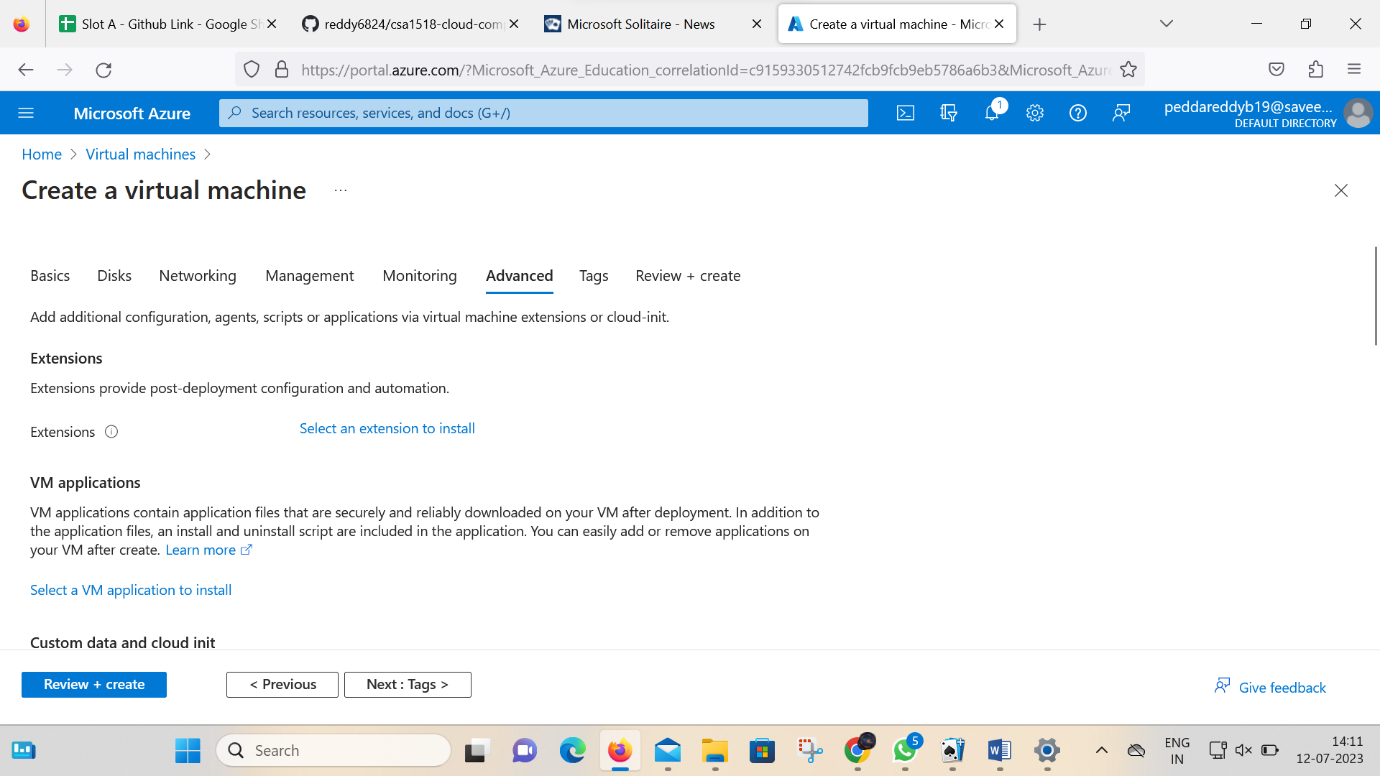 Slot A - Github Link - Google Sh
reddy6824/csa1518-cloud-com
Microsoft Solitaire - News
Create a virtual machine - Micro
https://portal.azure.com/?Microsoft_Azure_Education_correlationId=c9159330512742fcb9fcb9eb5786a6b3&Microsoft_Azur
Microsoft Azure
Search resources, services, and docs (G+/)
1
peddareddyb19@savee...
DEFAULT DIRECTORY
Home > Virtual machines >
Create a virtual machine ...
Basics Disks Networking Management Monitoring Advanced Tags Review + create
Add additional configuration, agents, scripts or applications via virtual machine extensions or cloud-init.
Extensions
Extensions provide post-deployment configuration and automation.
Extensions Select an extension to install
VM applications
VM applications contain application files that are securely and reliably downloaded on your VM after deployment. In addition to
the application files, an install and uninstall script are included in the application. You can easily add or remove applications on
your VM after create. Learn more
Select a VM application to install
Custom data and cloud init
Review + create < Previous Next : Tags > Give feedback
Search
5
ENG
IN
14:11
12-07-2023